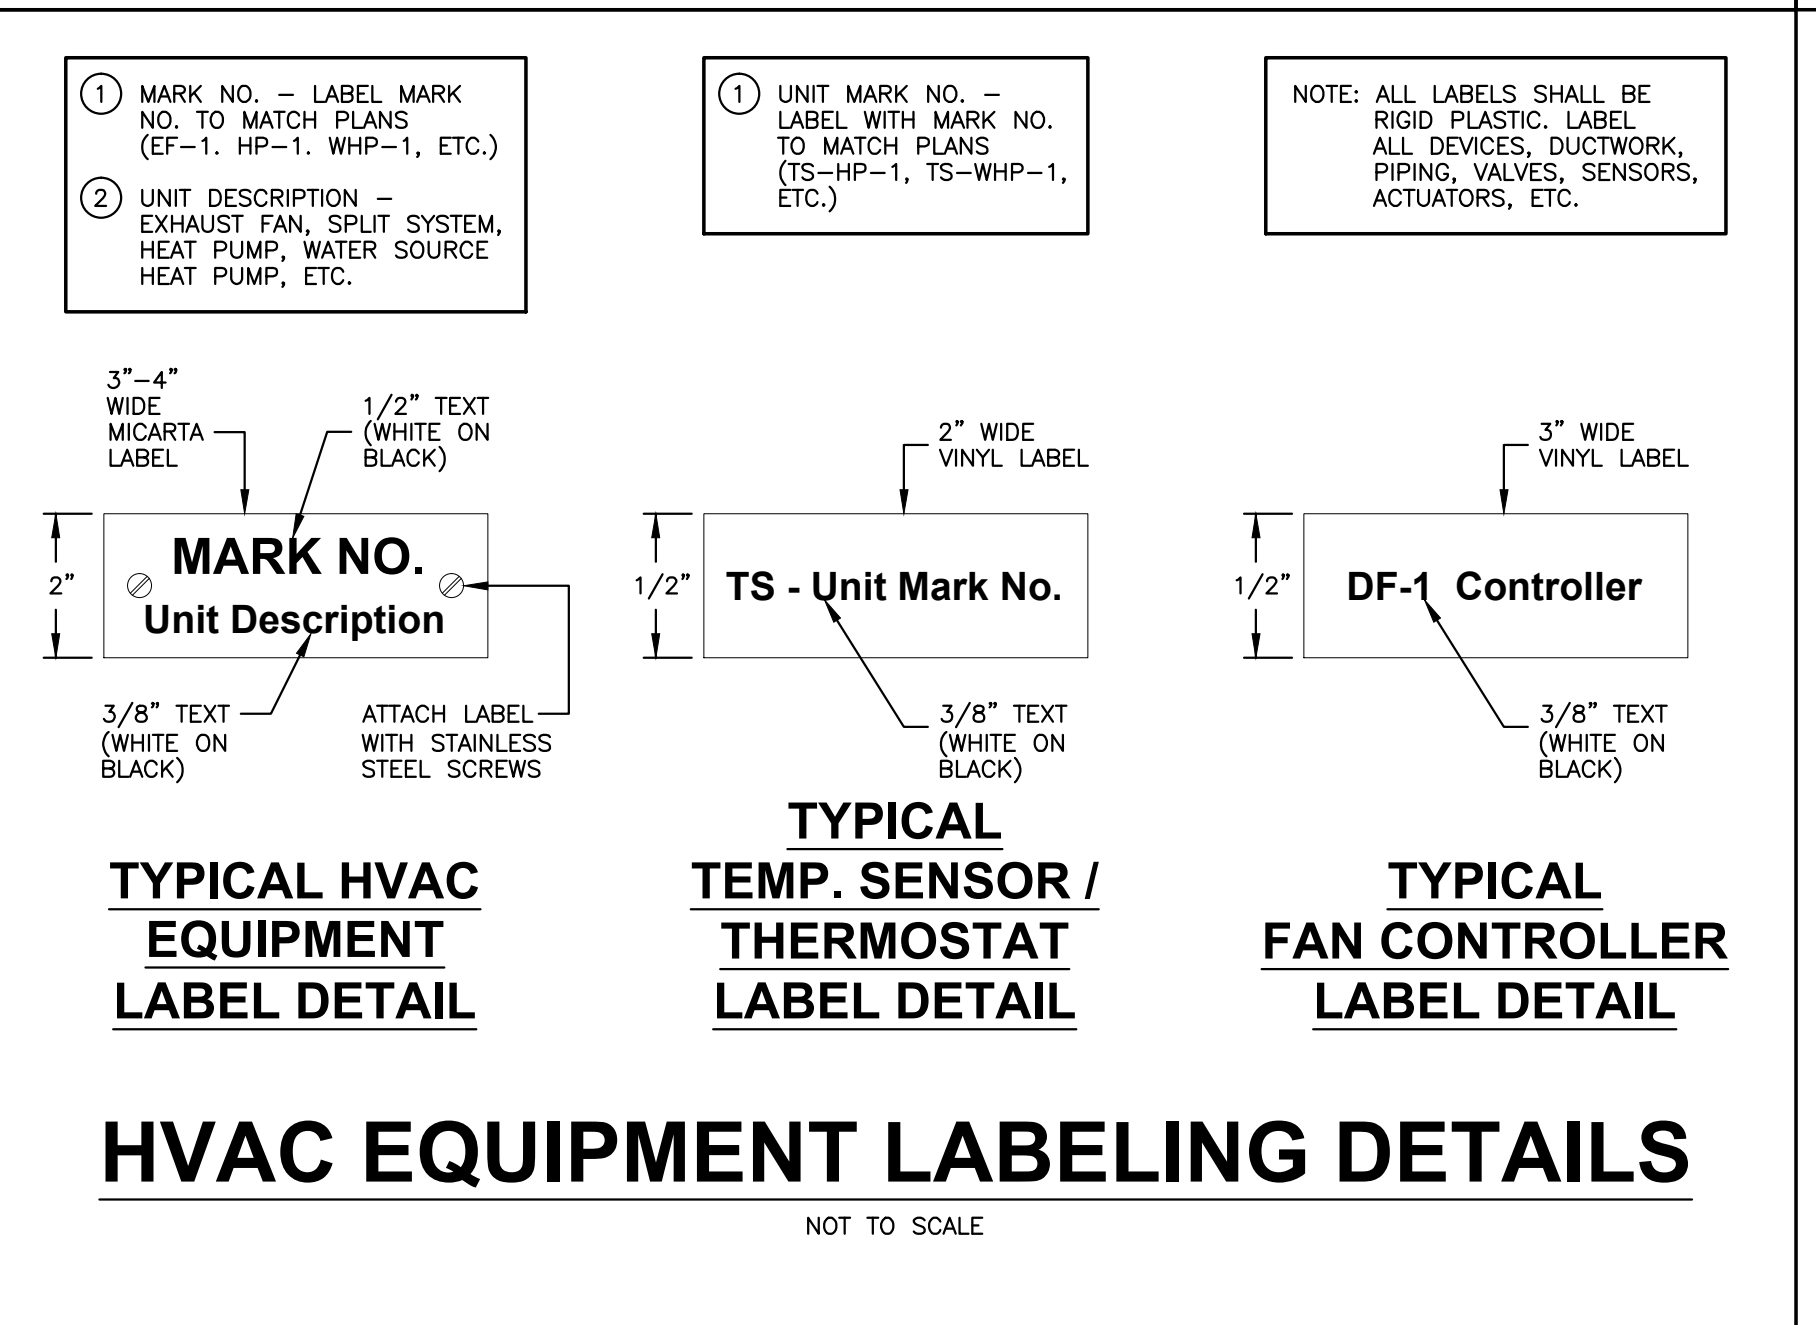 1 MARK NO. – LABEL MARK
NO. TO MATCH PLANS
(EF–1. HP–1. WHP–1, ETC.)
2 UNIT DESCRIPTION –
EXHAUST FAN, SPLIT SYSTEM,
HEAT PUMP, WATER SOURCE
HEAT PUMP, ETC.
1 UNIT MARK NO. –
LABEL WITH MARK NO.
TO MATCH PLANS
(TS–HP–1, TS–WHP–1,
ETC.)
NOTE: ALL LABELS SHALL BE
RIGID PLASTIC. LABEL
ALL DEVICES, DUCTWORK,
PIPING, VALVES, SENSORS,
ACTUATORS, ETC.
3”–4”
WIDE
MICARTA
LABEL
1/2” TEXT
(WHITE ON
BLACK)
2”
MARK NO.
Unit Description
3/8” TEXT
(WHITE ON
BLACK)
ATTACH LABEL
WITH STAINLESS
STEEL SCREWS
TYPICAL HVAC
EQUIPMENT
LABEL DETAIL
2” WIDE
VINYL LABEL
1/2”
TS - Unit Mark No.
3/8” TEXT
(WHITE ON
BLACK)
TYPICAL
TEMP. SENSOR /
THERMOSTAT
LABEL DETAIL
3” WIDE
VINYL LABEL
1/2”
DF-1 Controller
3/8” TEXT
(WHITE ON
BLACK)
TYPICAL
FAN CONTROLLER
LABEL DETAIL
HVAC EQUIPMENT LABELING DETAILS
NOT TO SCALE